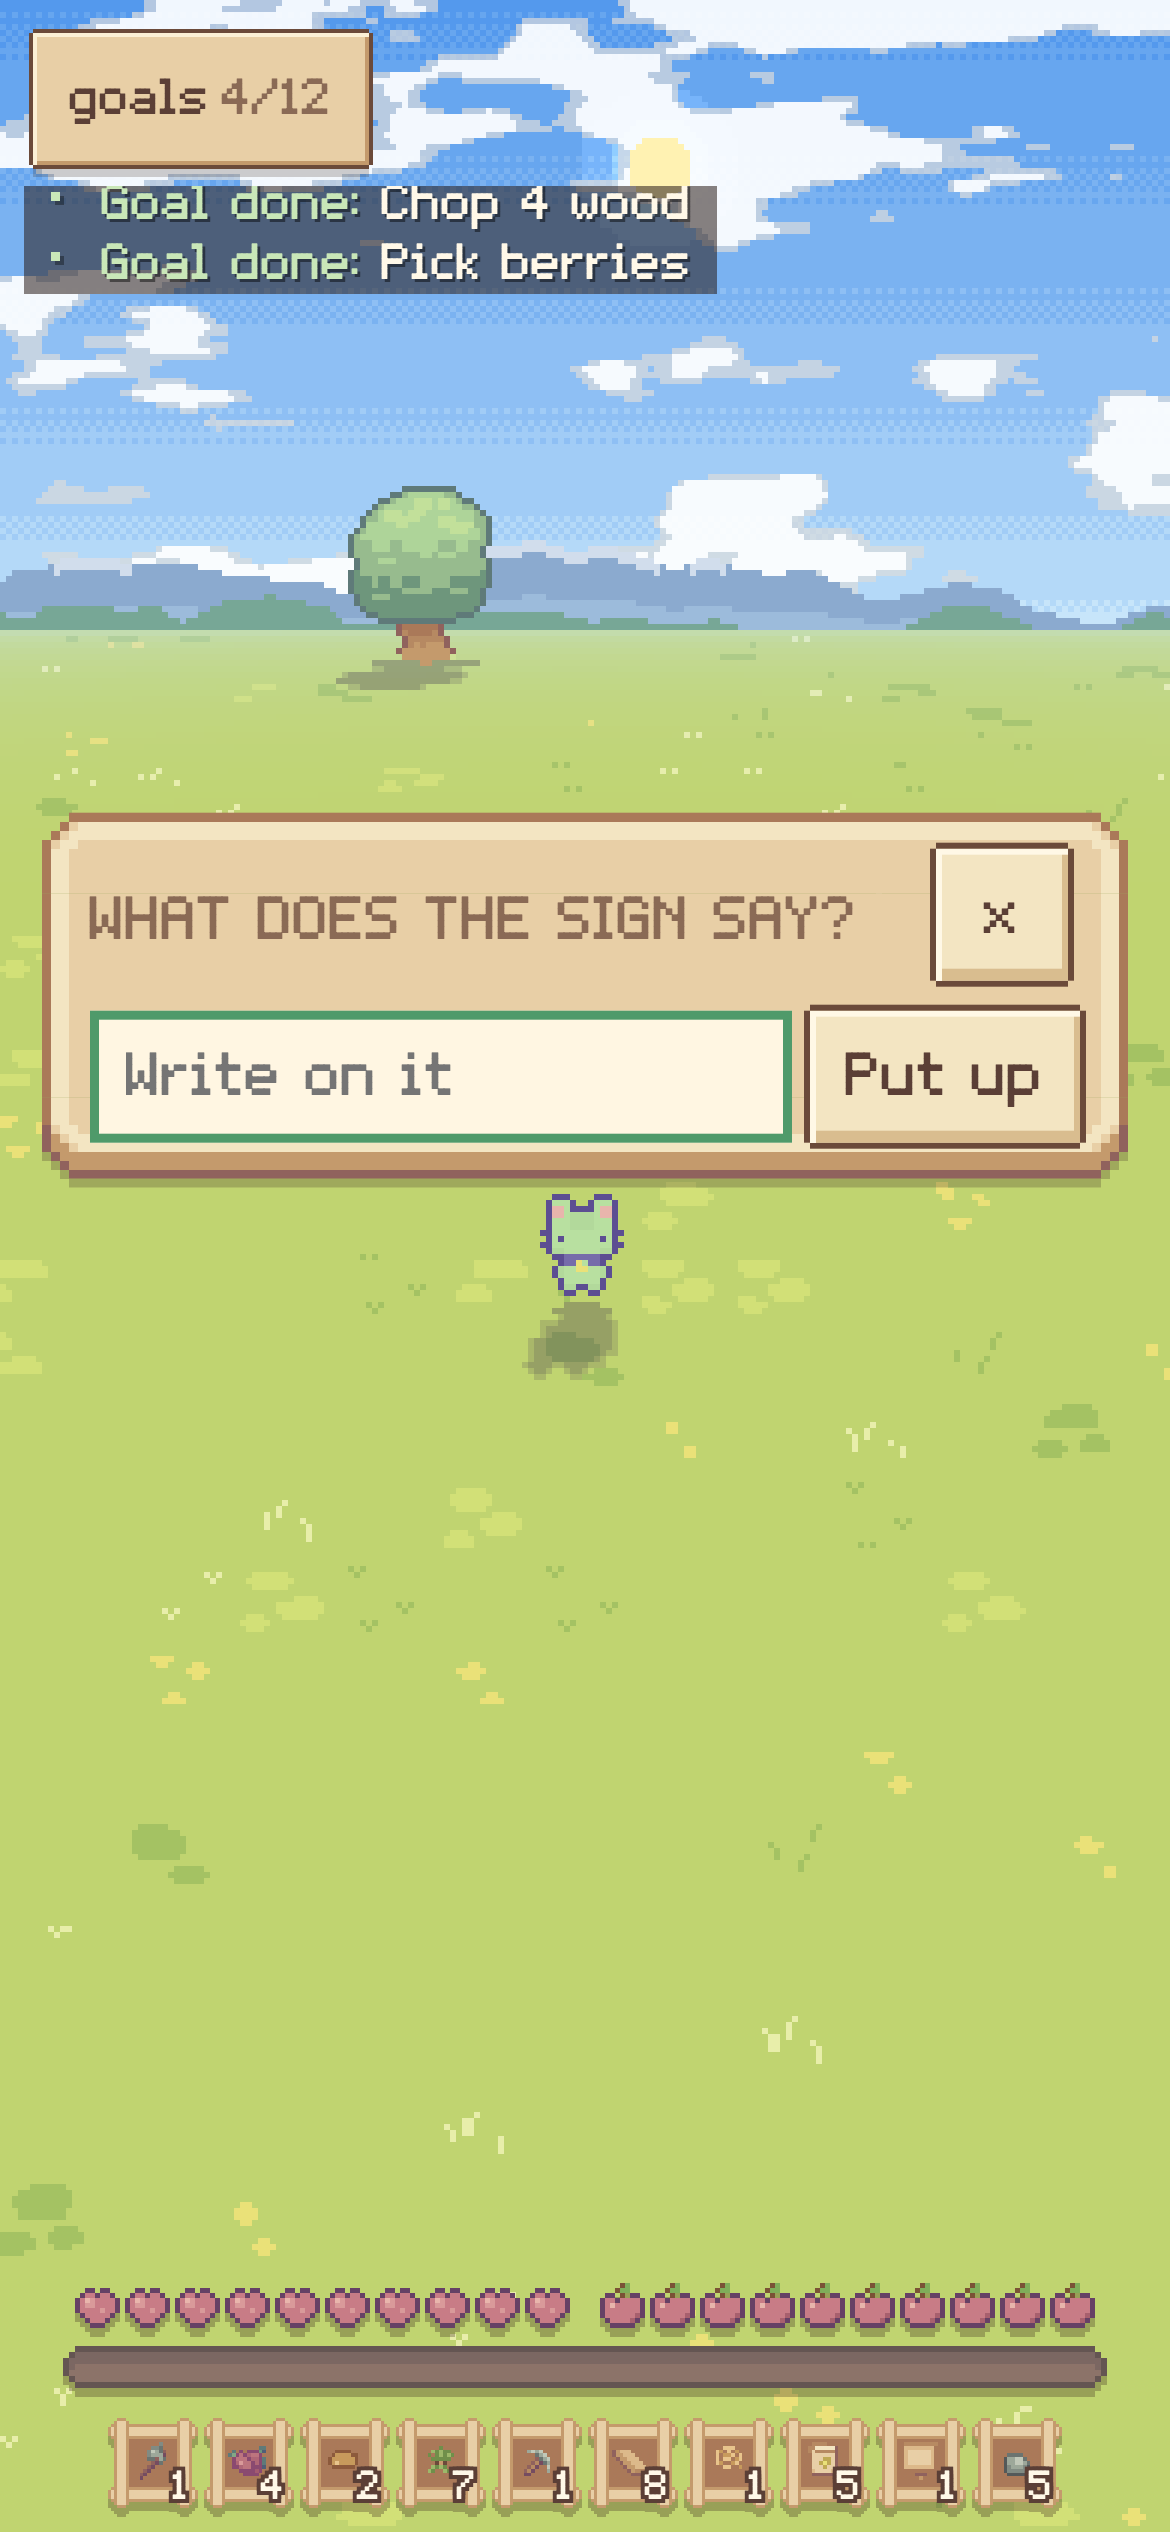 goals 4/12
• Goal done: Chop 4 wood
• Goal done: Pick berries
WHAT DOES THE SIGN SAY?
x
Write on it
Put up
1 4 2 7 1 8 1 5 1 5